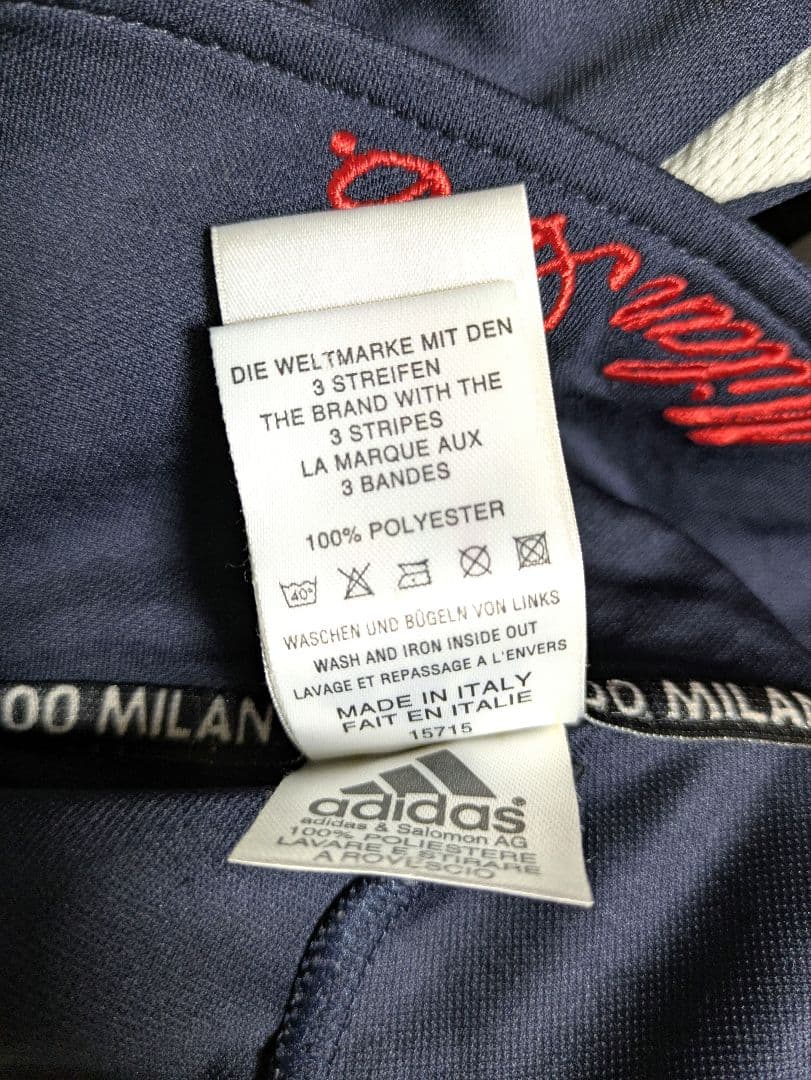 DIE WELTMARKE MIT DEN
3 STREIFEN
THE BRAND WITH THE
3 STRIPES
LA MARQUE AUX
3 BANDES
100% POLYESTER
40°
WASCHEN UND BÜGELN VON LINKS
WASH AND IRON INSIDE OUT
LAVAGE ET REPASSAGE A L'ENVERS
MADE IN ITALY
FAIT EN ITALIE
15715
00 MILAN
MILA
adidas
adidas & Salomon AG
100% POLIESTERE
LAVARE E STIRARE
A ROVESCIO